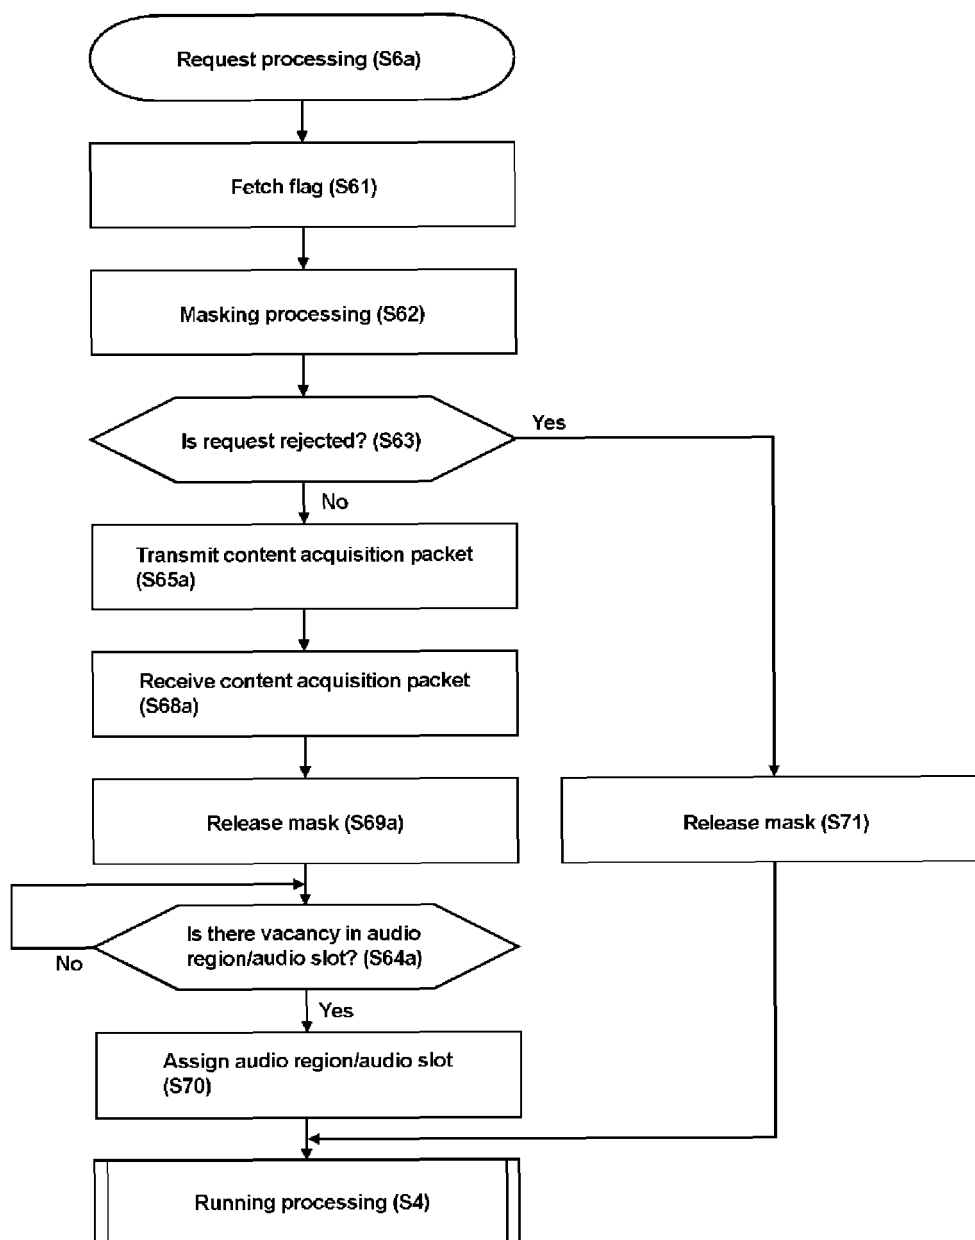 Request processing (S6a)
Fetch flag (S61)
Masking processing (S62)
Is request rejected? (S63)
Yes
No
Transmit content acquisition packet
(S65a)
Receive content acquisition packet
(S68a)
Release mask (S69a)
Release mask (S71)
Is there vacancy in audio
region/audio slot? (S64a)
No
Yes
Assign audio region/audio slot
(S70)
Running processing (S4)